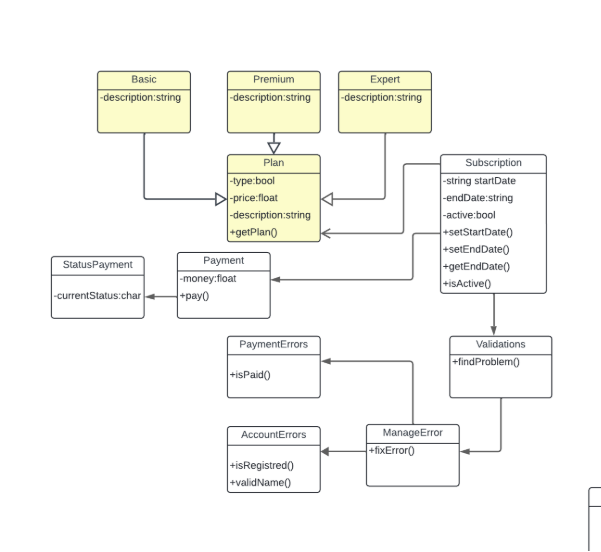 Basic
-description:string
Premium
-description:string
Expert
-description:string
Plan
-type:bool
-price:float
-description:string
+getPlan()
Subscription
-string startDate
-endDate:string
-active:bool
+setStartDate()
+setEndDate()
+getEndDate()
+isActive()
StatusPayment
-currentStatus:char
Payment
-money:float
+pay()
PaymentErrors
+isPaid()
Validations
+findProblem()
AccountErrors
+isRegistred()
+validName()
ManageError
+fixError()